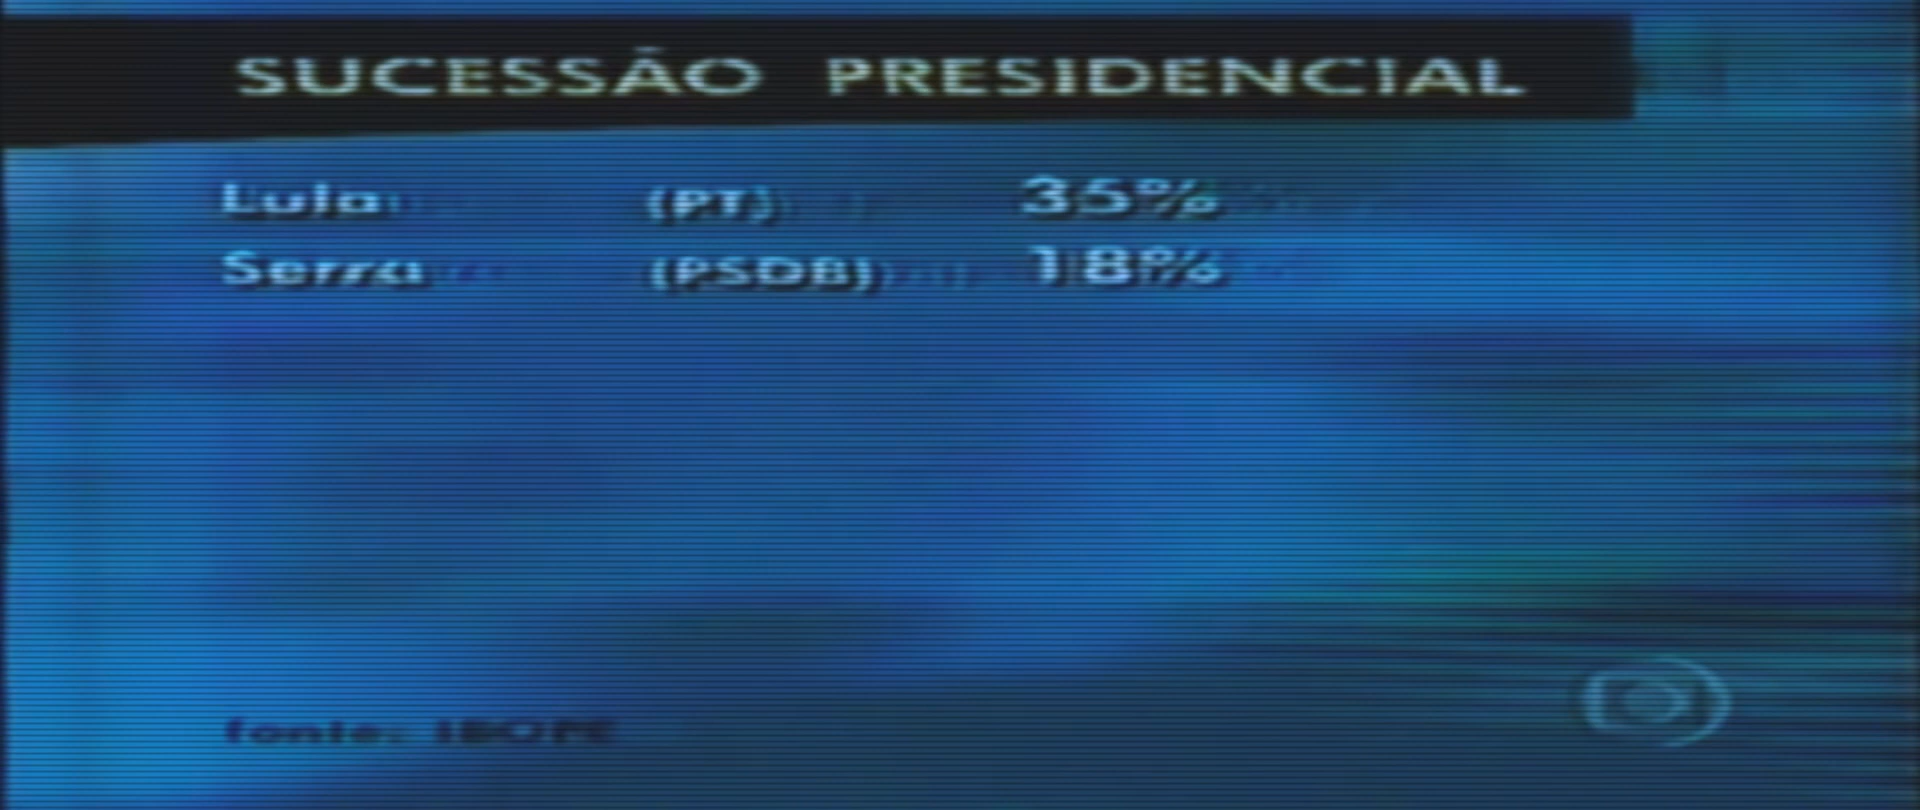 SUCESSÃO PRESIDENCIAL
Lula (PT) 35%
Serra (PSDB) 18%
fonte: IBOPE